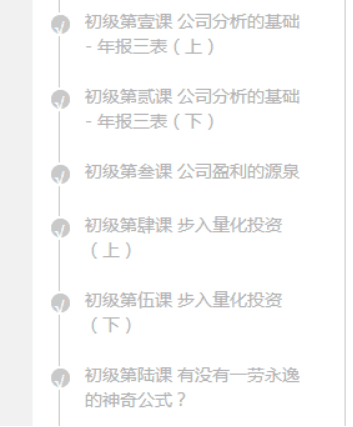 初级第壹课 公司分析的基础
- 年报三表（上）
初级第贰课 公司分析的基础
- 年报三表（下）
初级第叁课 公司盈利的源泉
初级第肆课 步入量化投资
（上）
初级第伍课 步入量化投资
（下）
初级第陆课 有没有一劳永逸
的神奇公式？